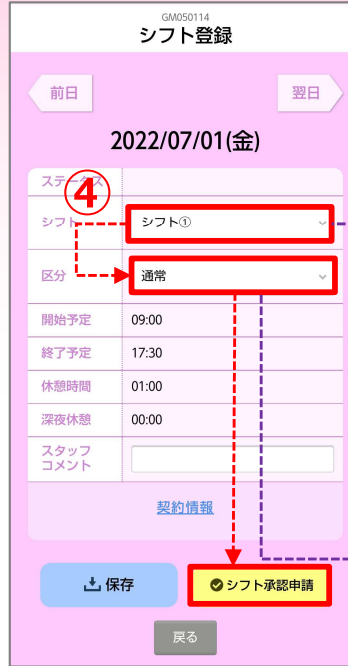 GM050114
シフト登録
前日
翌日
2022/07/01(金)
ステータス
④
シフト
シフト①
区分
通常
開始予定
09:00
終了予定
17:30
休憩時間
01:00
深夜休憩
00:00
スタッフ
コメント
契約情報
保存
シフト承認申請
戻る